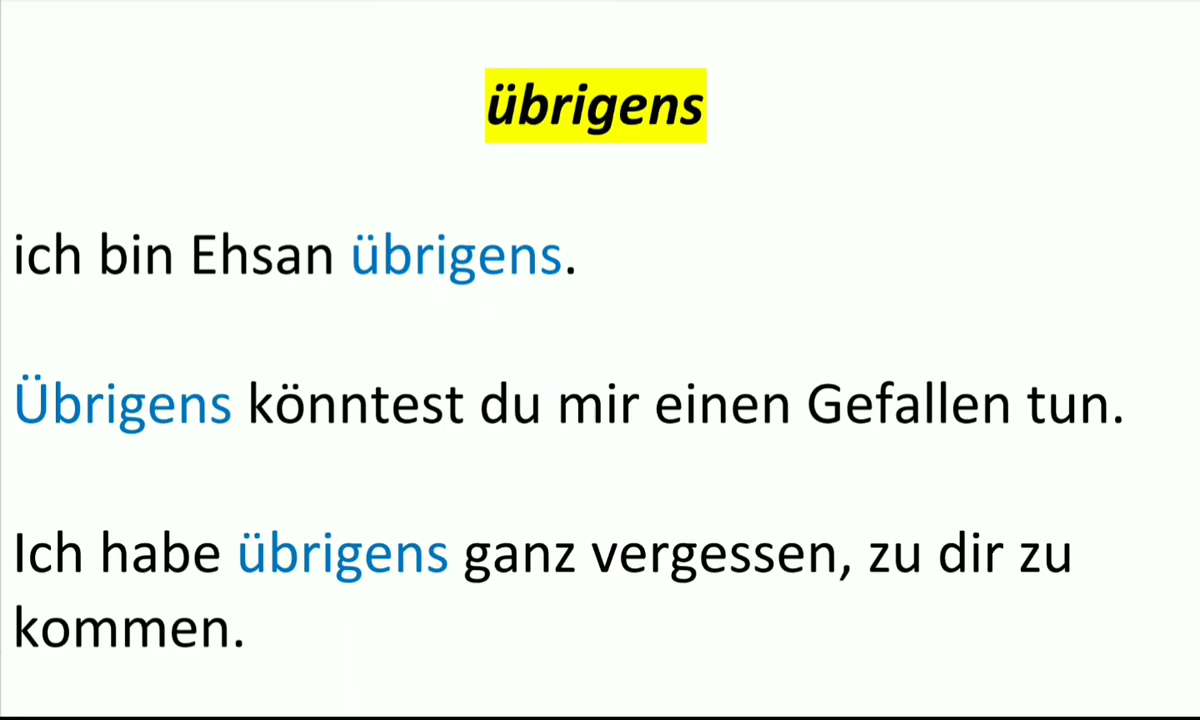 übrigens
ich bin Ehsan übrigens.
Übrigens könntest du mir einen Gefallen tun.
Ich habe übrigens ganz vergessen, zu dir zu
kommen.